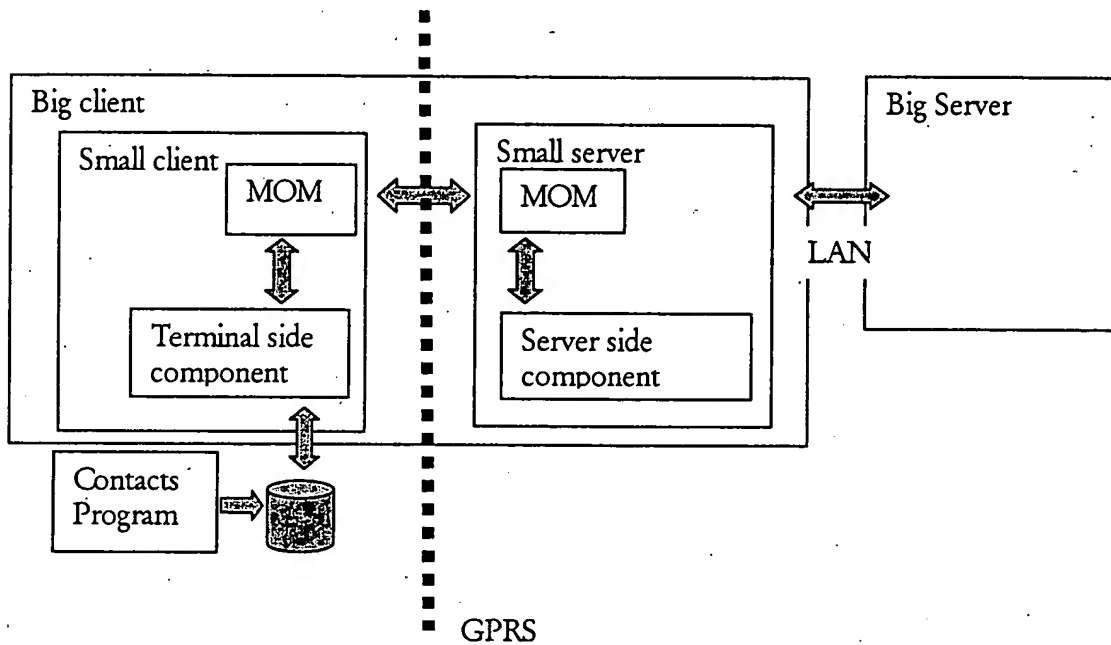 Big client
Big Server
Small client
Small server
MOM
MOM
LAN
Terminal side
component
Server side
component
Contacts
Program
GPRS